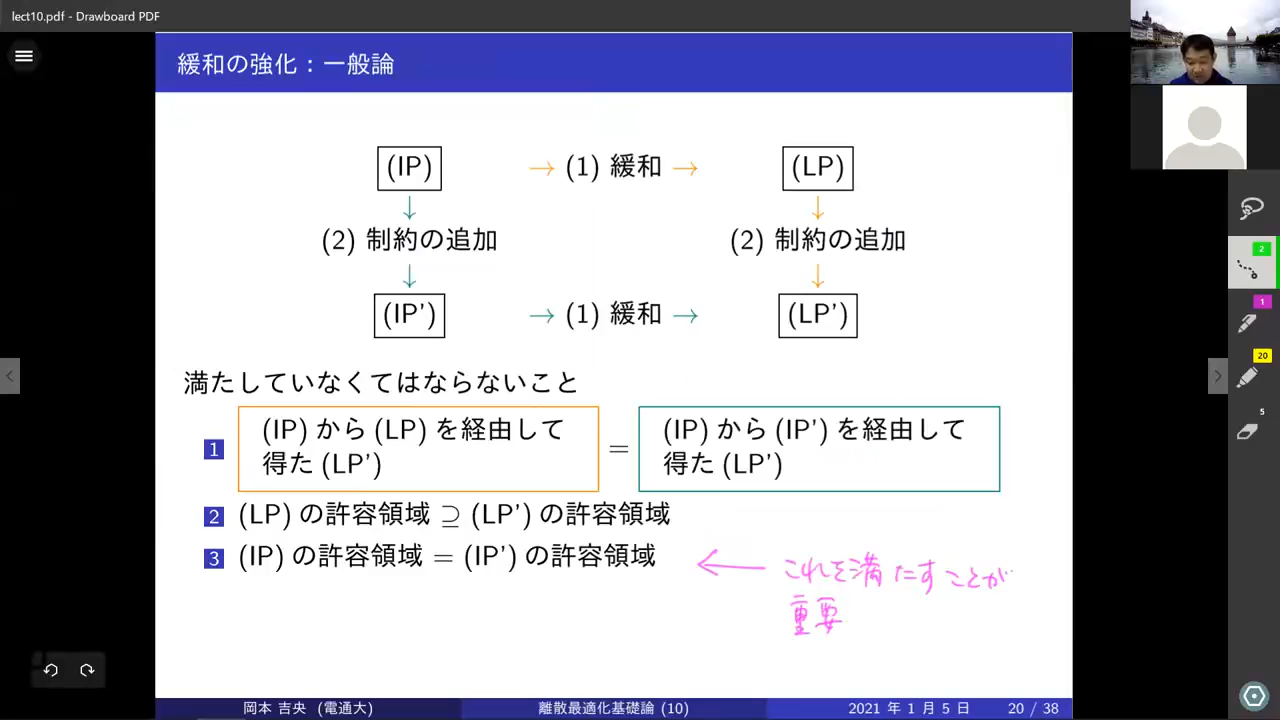 lect10.pdf - Drawboard PDF
緩和の強化：一般論
(IP) → (1) 緩和 → (LP)
↓ ↓
(2) 制約の追加 (2) 制約の追加
↓ ↓
(IP') → (1) 緩和 → (LP')
満たしていなくてはならないこと
1 (IP) から (LP) を経由して得た (LP') = (IP) から (IP') を経由して得た (LP')
2 (LP) の許容領域 ⊇ (LP') の許容領域
3 (IP) の許容領域 = (IP') の許容領域
← これを満たすことが
重要
岡本 吉央 (電通大) 離散最適化基礎論 (10) 2021 年 1 月 5 日 20 / 38
2
1
20
5